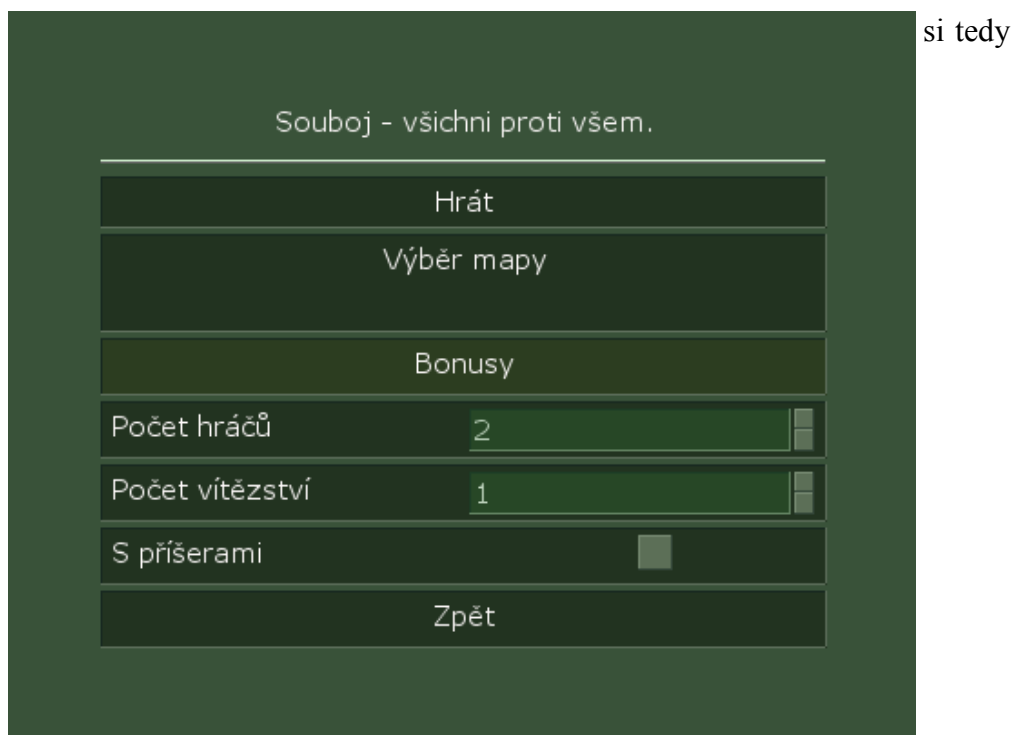 si tedy
Souboj - všichni proti všem.
Hrát
Výběr mapy
Bonusy
Počet hráčů 2
Počet vítězství 1
S příšerami
Zpět